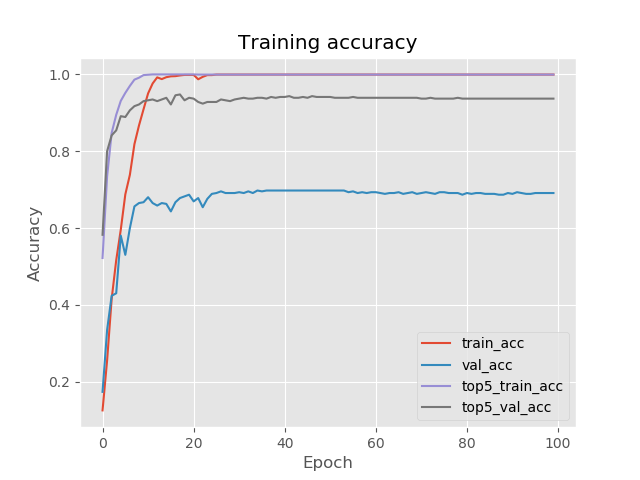 Training accuracy
Accuracy
1.0
0.8
0.6
0.4
0.2
train_acc
val_acc
top5_train_acc
top5_val_acc
0 20 40 60 80 100
Epoch